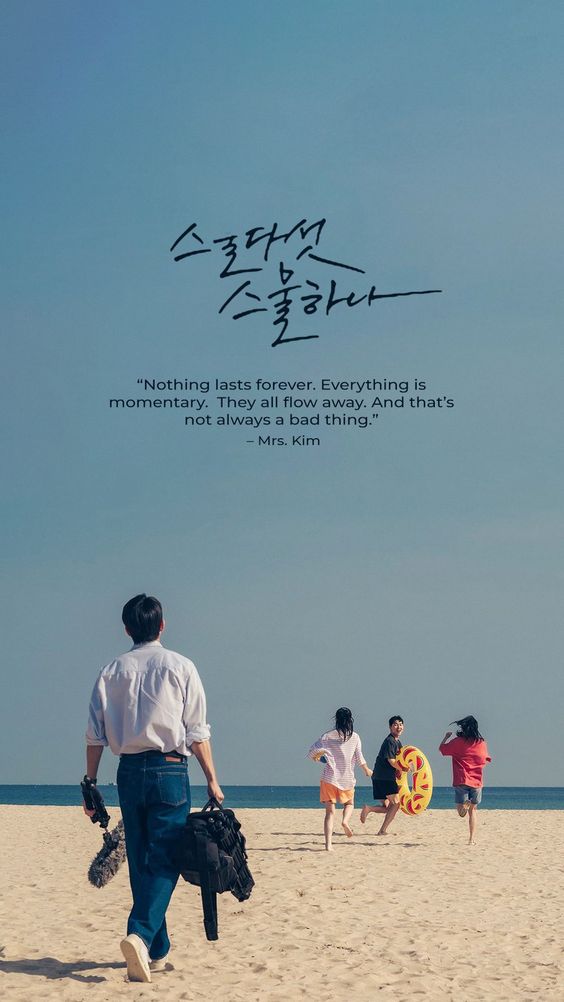 스물다섯
스물하나
“Nothing lasts forever. Everything is
momentary.  They all flow away. And that’s
not always a bad thing.”
– Mrs. Kim